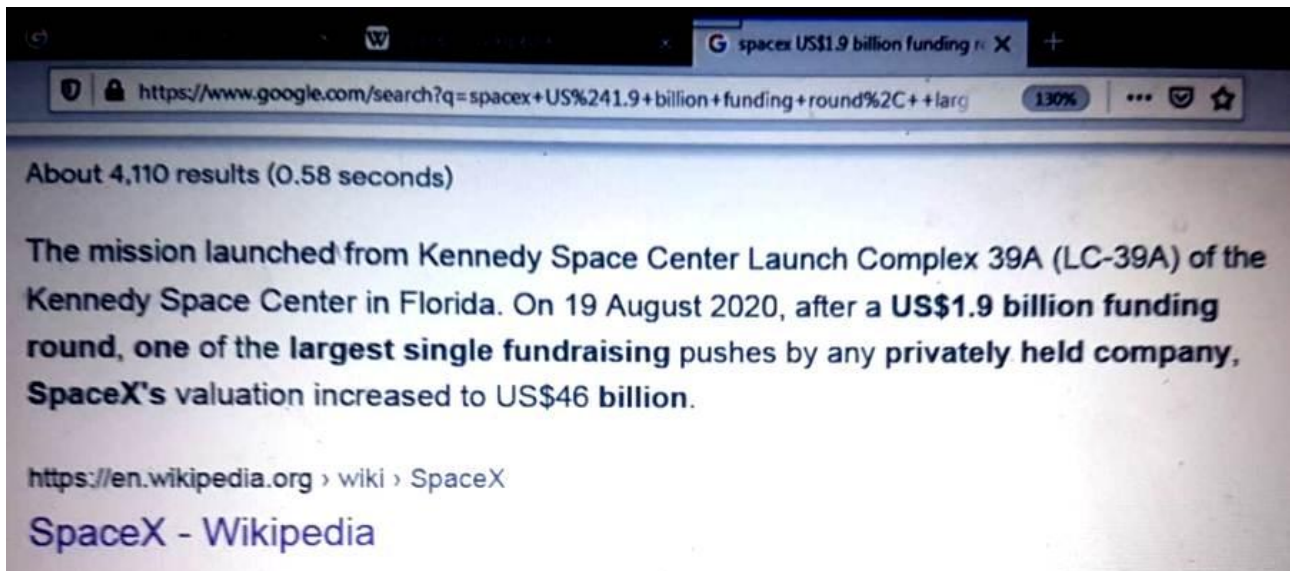 G spacex US$1.9 billion funding r
https://www.google.com/search?q=spacex+US%241.9+billion+funding+round%2C++larg 130%
About 4,110 results (0.58 seconds)
The mission launched from Kennedy Space Center Launch Complex 39A (LC-39A) of the
Kennedy Space Center in Florida. On 19 August 2020, after a US$1.9 billion funding
round, one of the largest single fundraising pushes by any privately held company,
SpaceX's valuation increased to US$46 billion.
https://en.wikipedia.org › wiki › SpaceX
SpaceX - Wikipedia